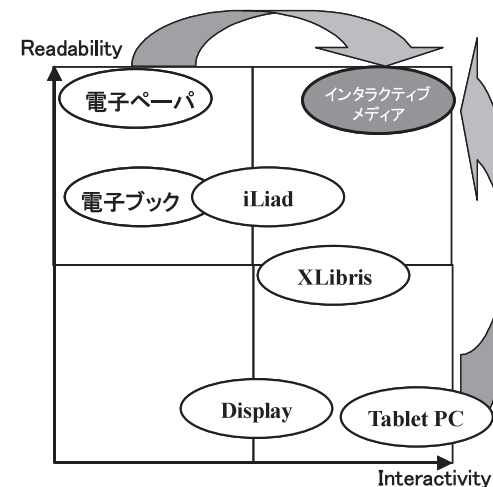 Readability
電子ペーパ
インタラクティブ
メディア
電子ブック
iLiad
XLibris
Display
Tablet PC
Interactivity